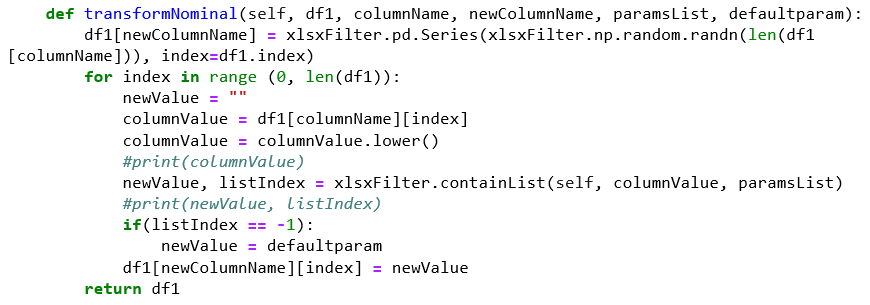 def transformNominal(self, df1, columnName, newColumnName, paramsList, defaultparam):
        df1[newColumnName] = xlsxFilter.pd.Series(xlsxFilter.np.random.randn(len(df1
[columnName])), index=df1.index)
        for index in range (0, len(df1)):
            newValue = ""
            columnValue = df1[columnName][index]
            columnValue = columnValue.lower()
            #print(columnValue)
            newValue, listIndex = xlsxFilter.containList(self, columnValue, paramsList)
            #print(newValue, listIndex)
            if(listIndex == -1):
                newValue = defaultparam
            df1[newColumnName][index] = newValue
        return df1